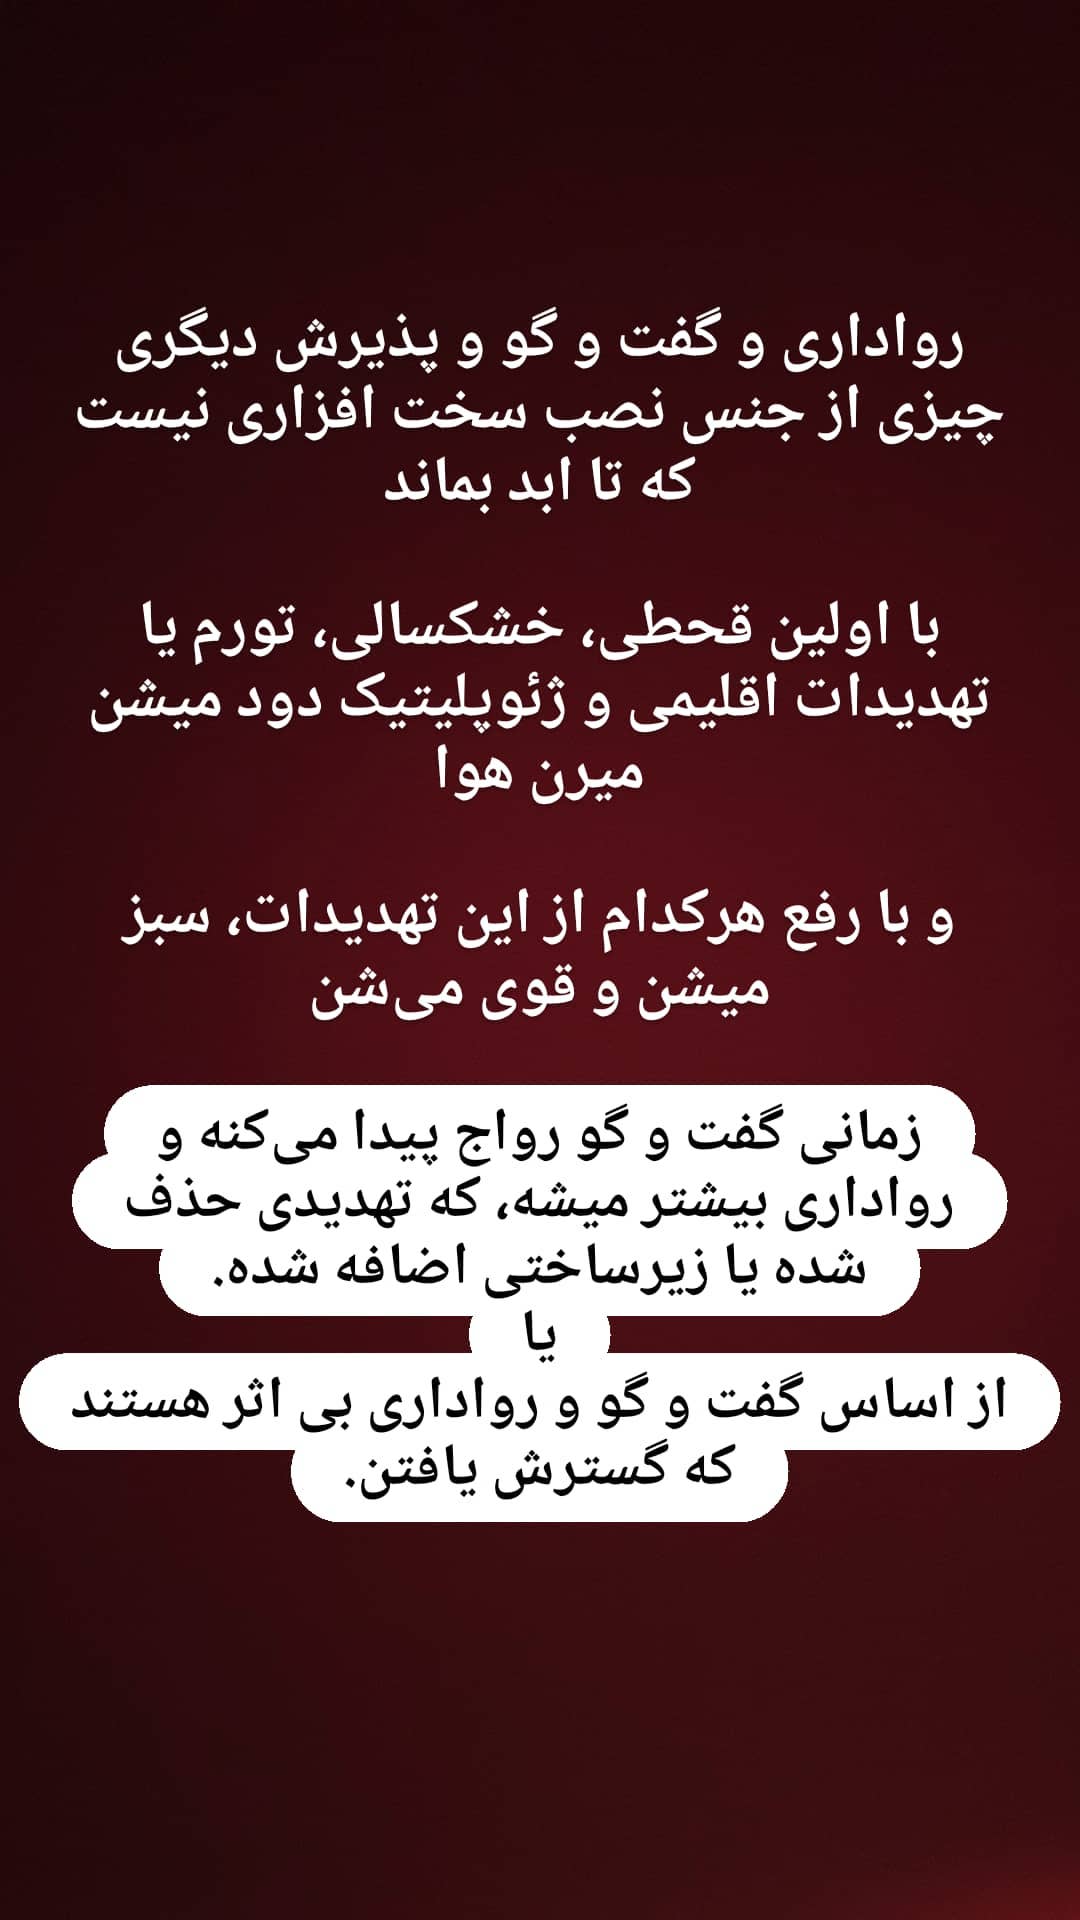 رواداری و گفت و گو و پذیرش دیگری
چیزی از جنس نصب سخت افزاری نیست
که تا ابد بماند
با اولین قحطی، خشکسالی، تورم یا
تهدیدات اقلیمی و ژئوپلیتیک دود میشن
میرن هوا
و با رفع هرکدام از این تهدیدات، سبز
میشن و قوی می‌شن
زمانی گفت و گو رواج پیدا می‌کنه و
رواداری بیشتر میشه، که تهدیدی حذف
شده یا زیرساختی اضافه شده.
یا
از اساس گفت و گو و رواداری بی اثر هستند
که گسترش یافتن.